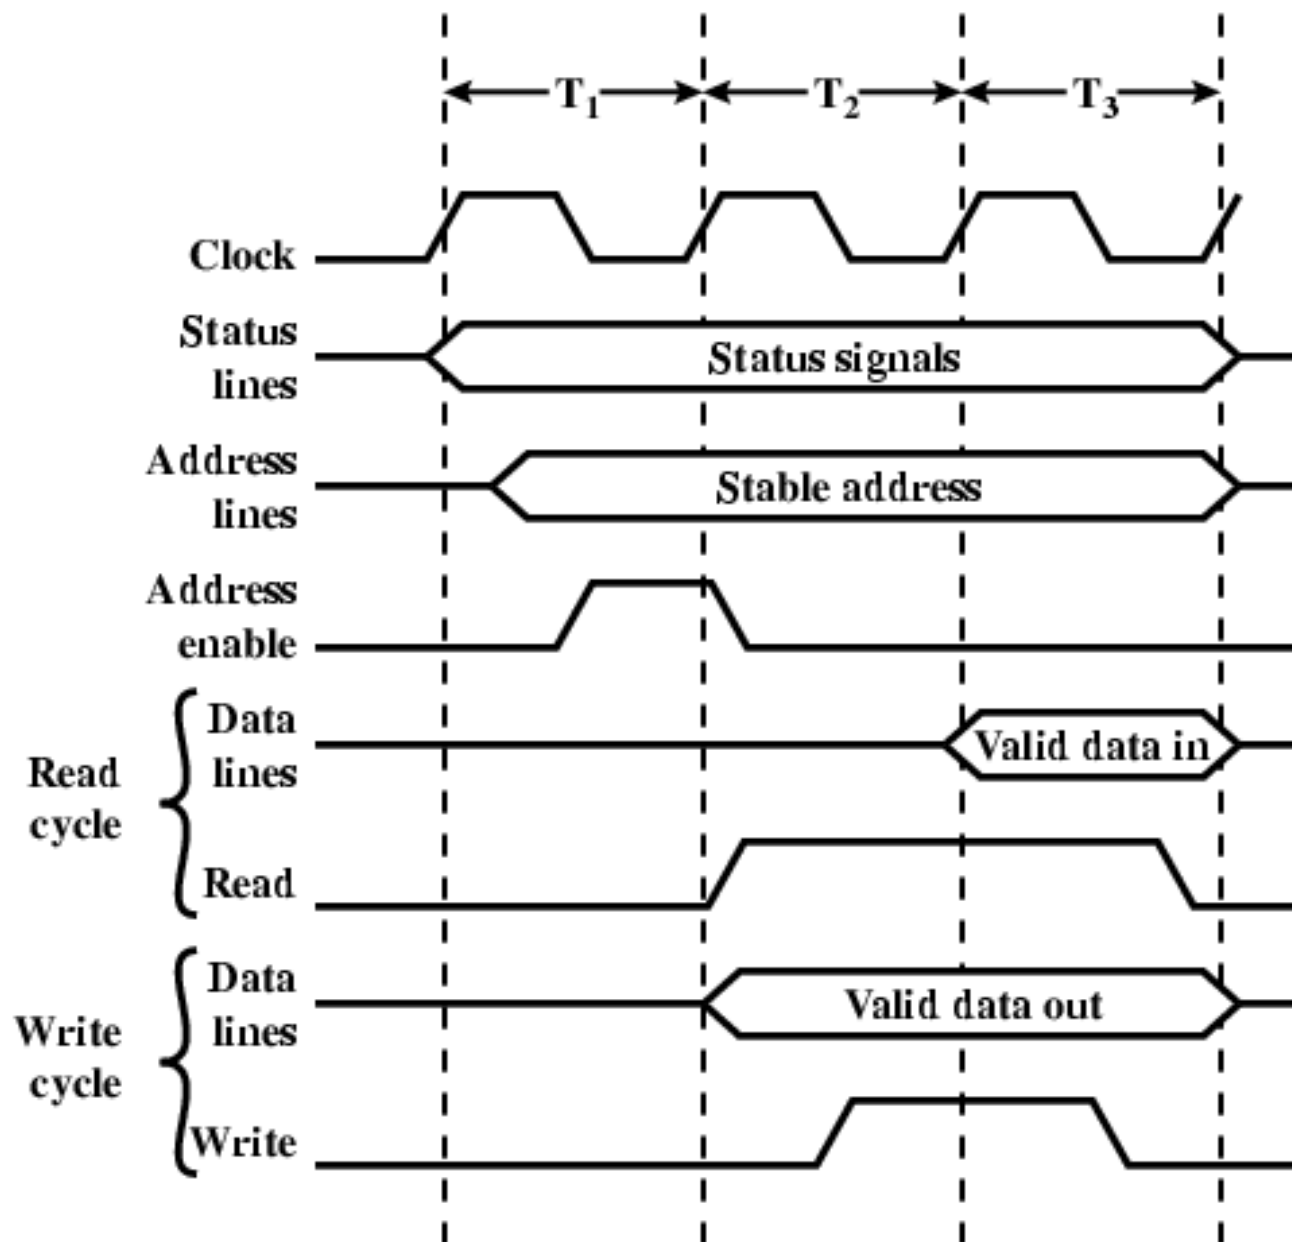 T1
T2
T3
Clock
Status
lines
Status signals
Address
lines
Stable address
Address
enable
Read
cycle
Data
lines
Valid data in
Read
Write
cycle
Data
lines
Valid data out
Write